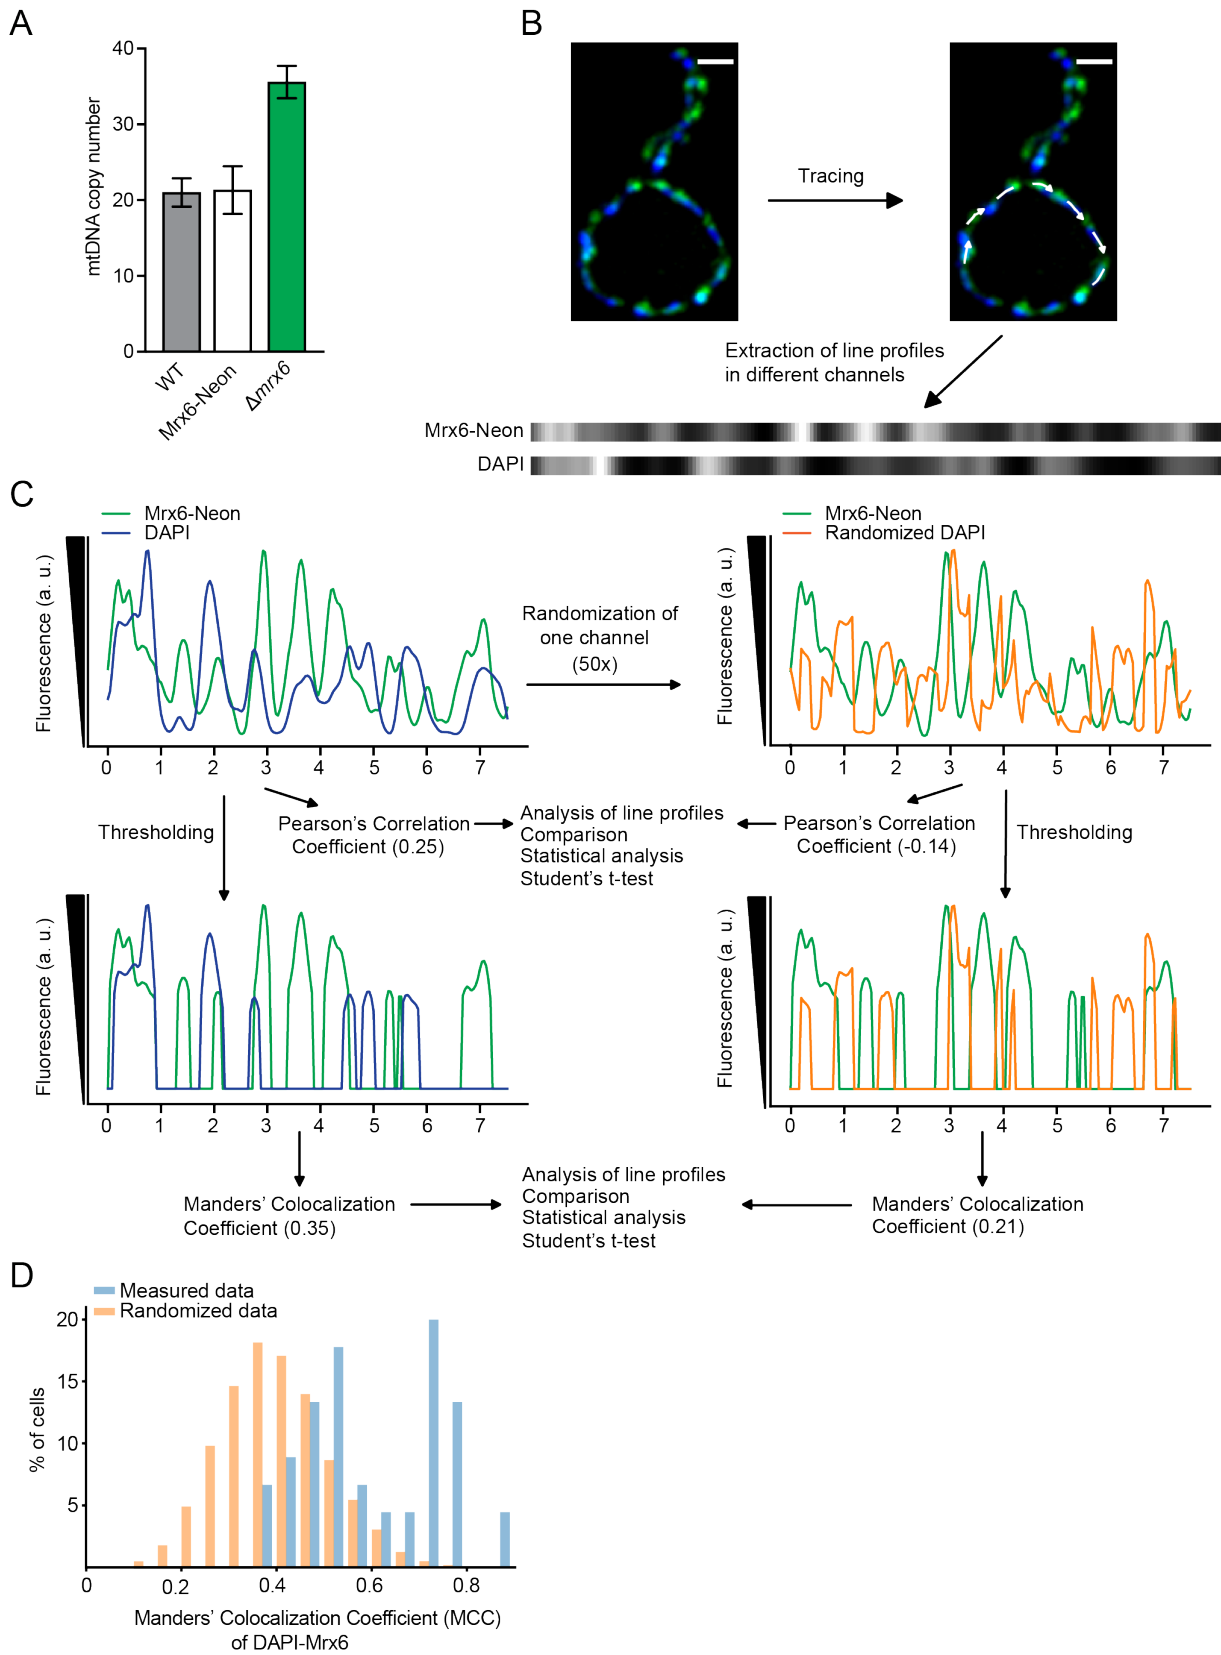 A
40
30
20
10
0
mtDNA copy number
WT
Mrx6-Neon
Δmrx6
B
Tracing
Extraction of line profiles
in different channels
Mrx6-Neon
DAPI
C
Mrx6-Neon
DAPI
Fluorescence (a. u.)
0 1 2 3 4 5 6 7
Randomization of
one channel
(50x)
Mrx6-Neon
Randomized DAPI
Fluorescence (a. u.)
0 1 2 3 4 5 6 7
Thresholding
Pearson's Correlation
Coefficient (0.25)
Analysis of line profiles
Comparison
Statistical analysis
Student's t-test
Pearson's Correlation
Coefficient (-0.14)
Thresholding
Fluorescence (a. u.)
0 1 2 3 4 5 6 7
Fluorescence (a. u.)
0 1 2 3 4 5 6 7
Manders' Colocalization
Coefficient (0.35)
Analysis of line profiles
Comparison
Statistical analysis
Student's t-test
Manders' Colocalization
Coefficient (0.21)
D
Measured data
Randomized data
20
15
10
5
% of cells
0 0.2 0.4 0.6 0.8
Manders' Colocalization Coefficient (MCC)
of DAPI-Mrx6